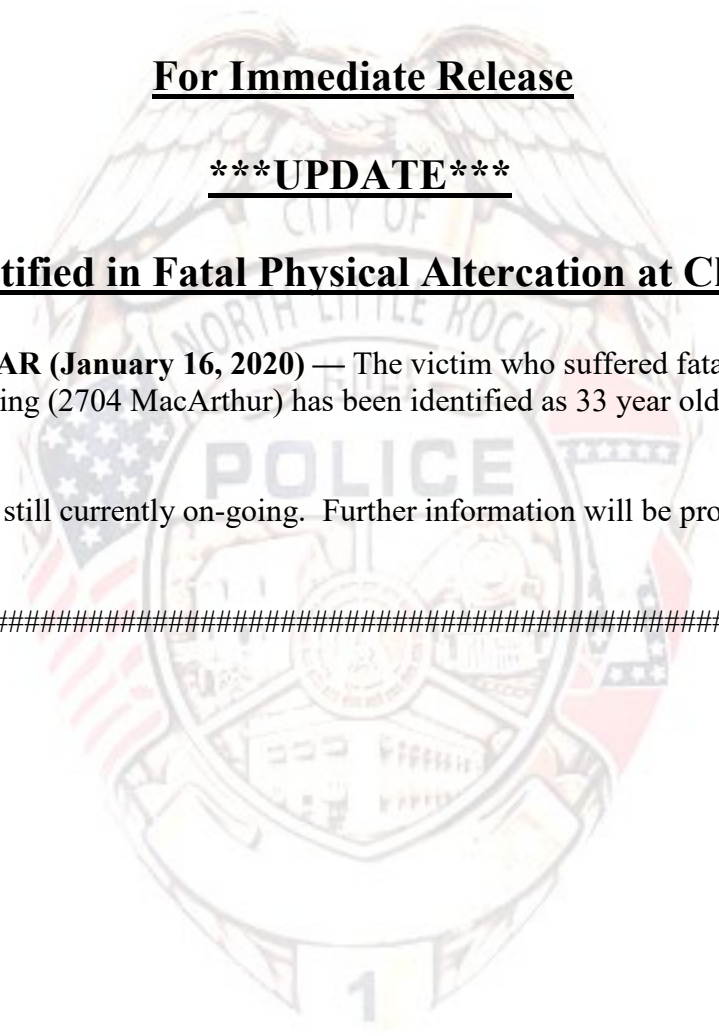 For Immediate Release
***UPDATE***
CITY OF
tified in Fatal Physical Altercation at Cl
NORTH LITTLE ROCK
AR (January 16, 2020) — The victim who suffered fata
ing (2704 MacArthur) has been identified as 33 year old
POLICE
still currently on-going.  Further information will be pro
##############################################
1